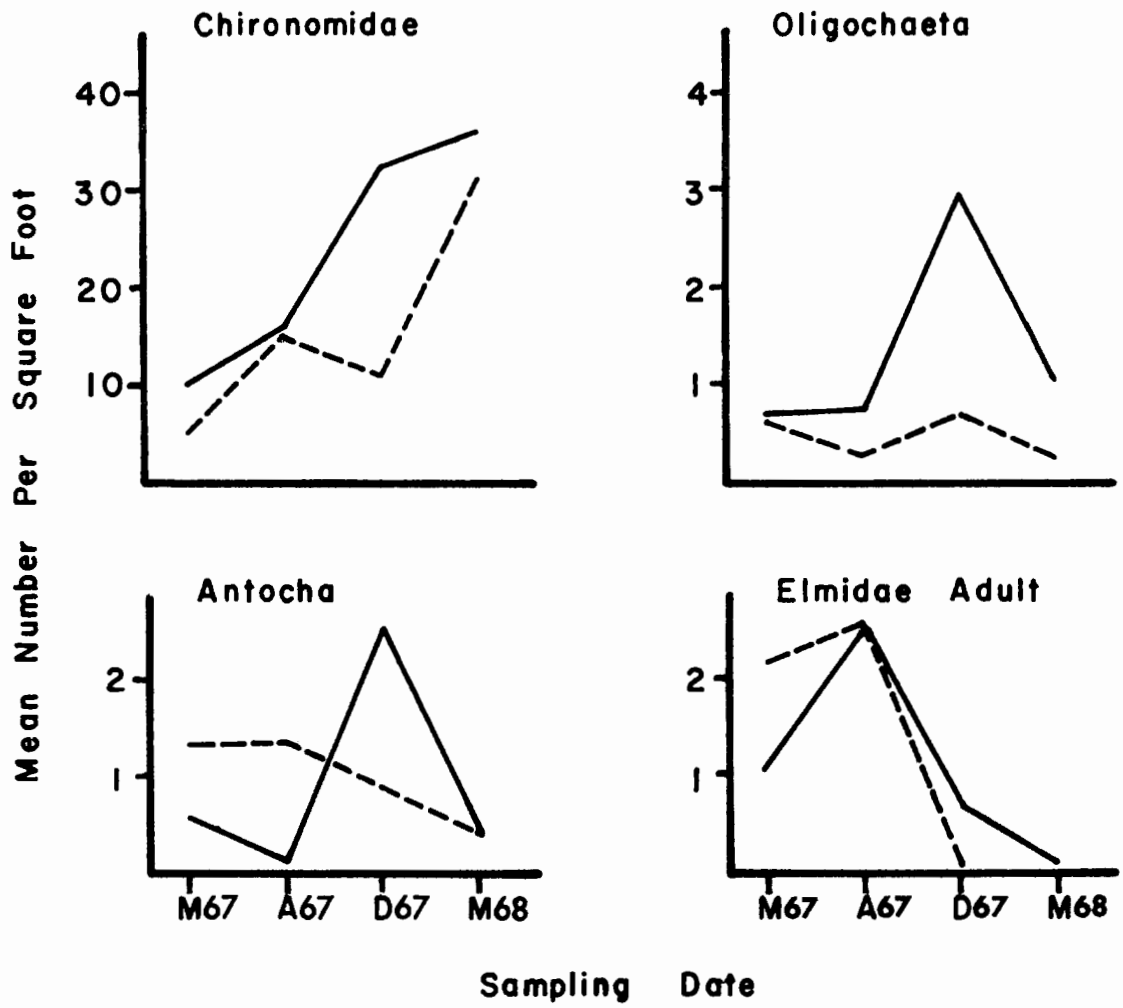 Chironomidae
40
30
20
10
Oligochaeta
4
3
2
1
Mean Number Per Square Foot
Antocha
2
1
M67 A67 D67 M68
Elmidae Adult
2
1
M67 A67 D67 M68
Sampling Date